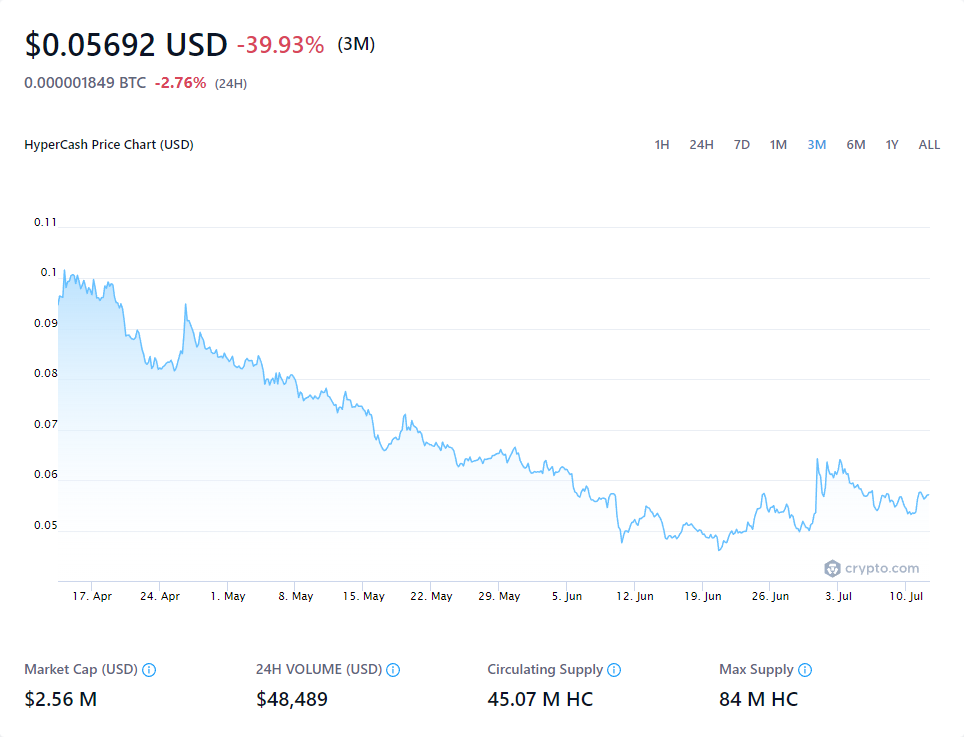 $0.05692 USD -39.93% (3M)
0.000001849 BTC -2.76% (24H)
HyperCash Price Chart (USD) 1H 24H 7D 1M 3M 6M 1Y ALL
0.11
0.1
0.09
0.08
0.07
0.06
0.05
crypto.com
17. Apr 24. Apr 1. May 8. May 15. May 22. May 29. May 5. Jun 12. Jun 19. Jun 26. Jun 3. Jul 10. Jul
Market Cap (USD) 24H VOLUME (USD) Circulating Supply Max Supply
$2.56 M $48,489 45.07 M HC 84 M HC